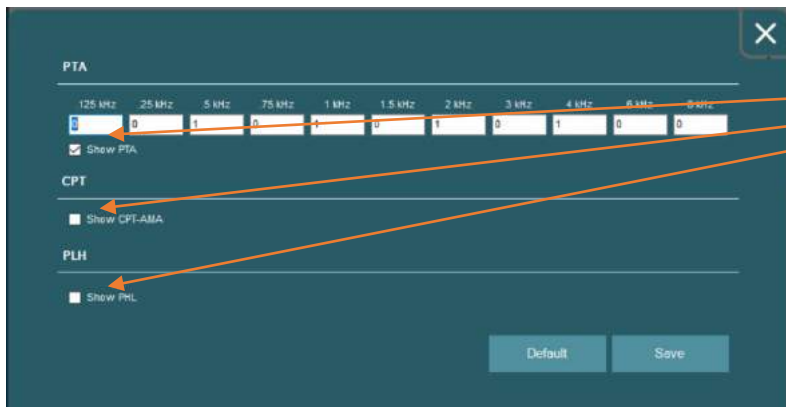 PTA
.125 kHz .25 kHz .5 kHz .75 kHz 1 kHz 1.5 kHz 2 kHz 3 kHz 4 kHz 6 kHz 8 kHz
0 0 1 0 1 0 1 0 1 0 0
Show PTA
CPT
Show CPT-AMA
PLH
Show PHL
Default Save